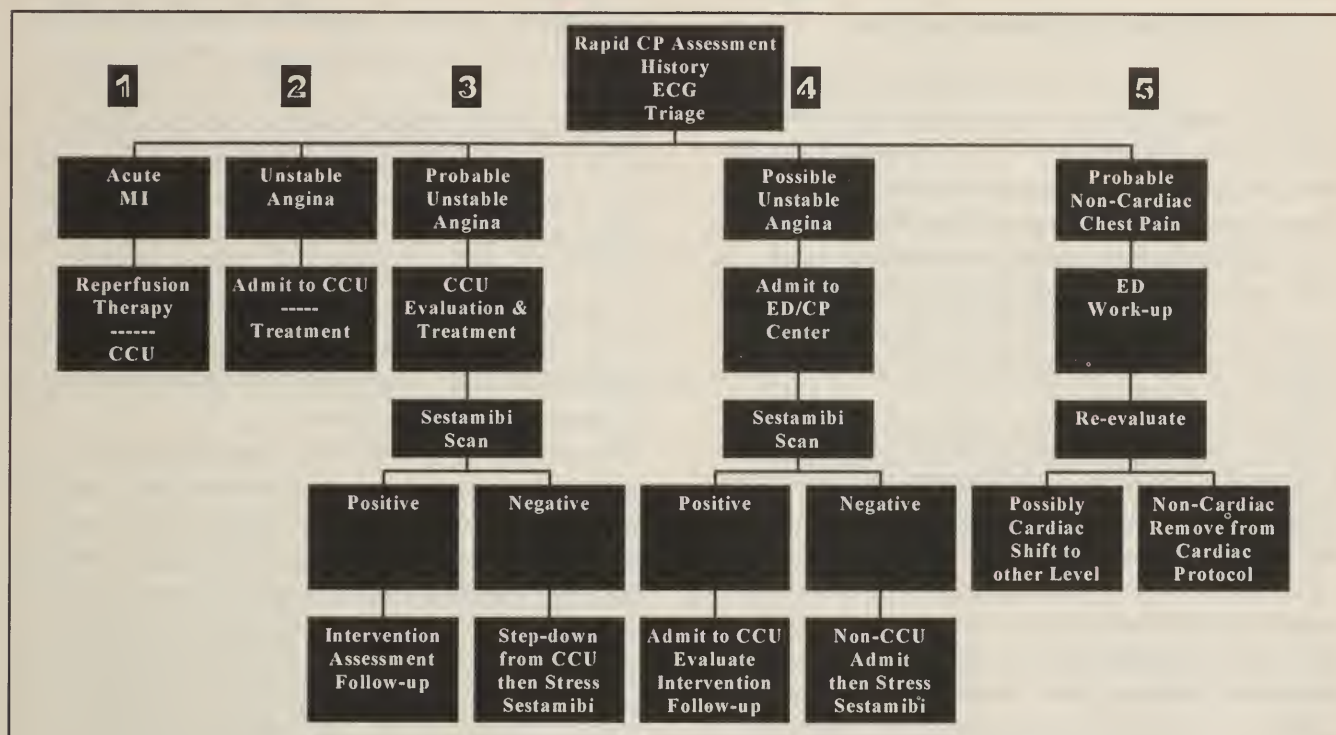 Rapid CP Assessment
History
ECG
Triage
1
2
3
4
5
Acute
MI
Unstable
Angina
Probable
Unstable
Angina
Possible
Unstable
Angina
Probable
Non-Cardiac
Chest Pain
Reperfusion
Therapy
------
CCU
Admit to CCU
-----
Treatment
CCU
Evaluation &
Treatment
Admit to
ED/CP
Center
ED
Work-up
Sestamibi
Scan
Sestamibi
Scan
Re-evaluate
Positive
Negative
Positive
Negative
Possibly
Cardiac
Shift to
other Level
Non-Cardiac
Remove from
Cardiac
Protocol
Intervention
Assessment
Follow-up
Step-down
from CCU
then Stress
Sestamibi
Admit to CCU
Evaluate
Intervention
Follow-up
Non-CCU
Admit
then Stress
Sestamibi